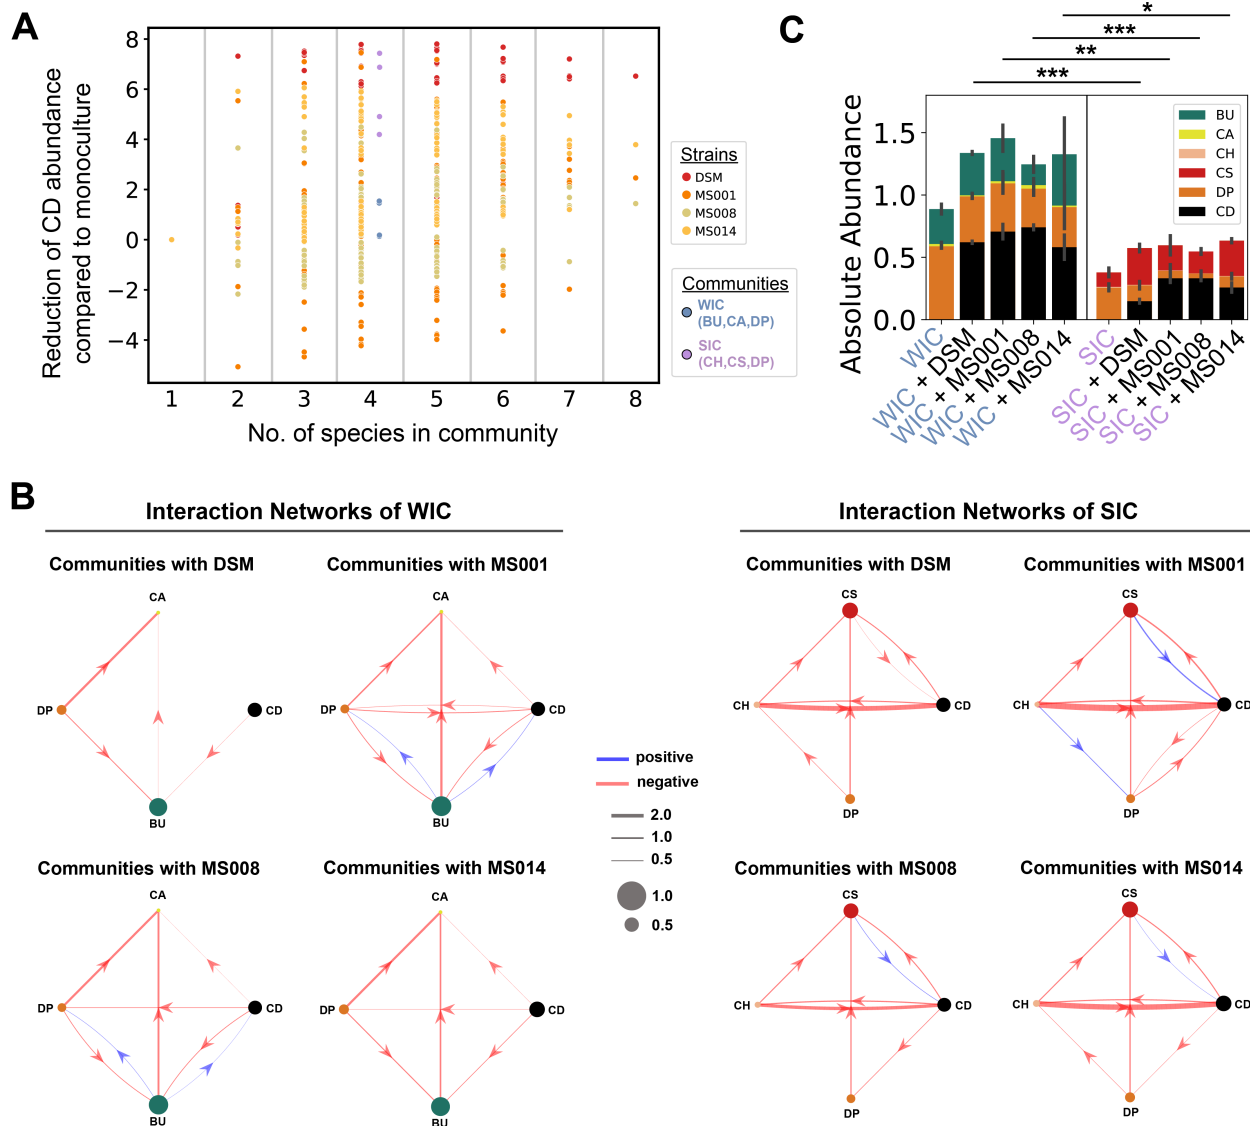 A
Reduction of CD abundance
compared to monoculture
8
6
4
2
0
−2
−4
1 2 3 4 5 6 7 8
No. of species in community
Strains
DSM
MS001
MS008
MS014
Communities
WIC
(BU,CA,DP)
SIC
(CH,CS,DP)
C
*
***
**
***
Absolute Abundance
1.5
1.0
0.5
0.0
BU
CA
CH
CS
DP
CD
WIC
WIC + DSM
WIC + MS001
WIC + MS008
WIC + MS014
SIC
SIC + DSM
SIC + MS001
SIC + MS008
SIC + MS014
B
Interaction Networks of WIC
Communities with DSM
CA
DP
CD
BU
Communities with MS001
CA
DP
CD
BU
Communities with MS008
CA
DP
CD
BU
Communities with MS014
CA
DP
CD
BU
positive
negative
2.0
1.0
0.5
1.0
0.5
Interaction Networks of SIC
Communities with DSM
CS
CH
CD
DP
Communities with MS001
CS
CH
CD
DP
Communities with MS008
CS
CH
CD
DP
Communities with MS014
CS
CH
CD
DP